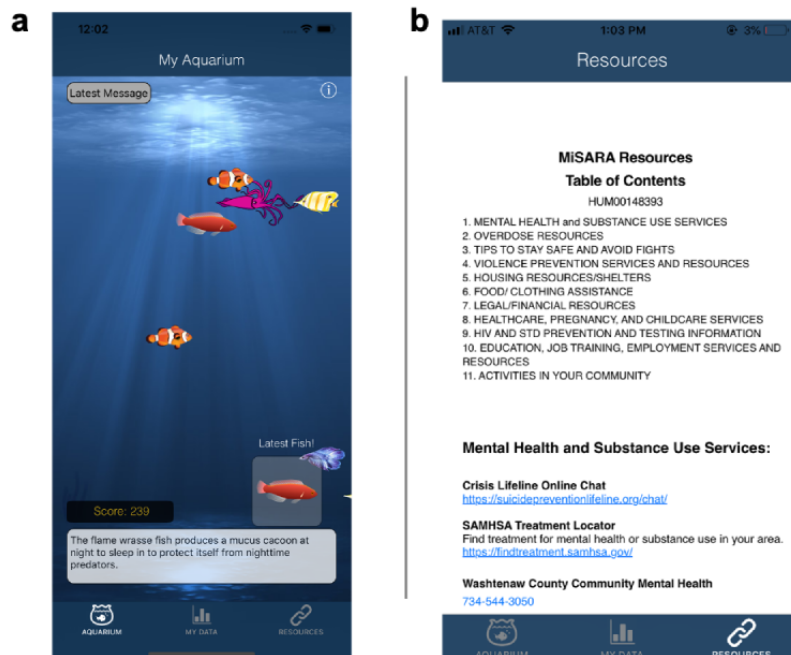 a
12:02
My Aquarium
Latest Message
Latest Fish!
Score: 239
The flame wrasse fish produces a mucus cacoon at
night to sleep in to protect itself from nighttime
predators.
AQUARIUM
MY DATA
RESOURCES
b
AT&T
1:03 PM
3%
Resources
MiSARA Resources
Table of Contents
HUM00148393
1. MENTAL HEALTH and SUBSTANCE USE SERVICES
2. OVERDOSE RESOURCES
3. TIPS TO STAY SAFE AND AVOID FIGHTS
4. VIOLENCE PREVENTION SERVICES AND RESOURCES
5. HOUSING RESOURCES/SHELTERS
6. FOOD/ CLOTHING ASSISTANCE
7. LEGAL/FINANCIAL RESOURCES
8. HEALTHCARE, PREGNANCY, AND CHILDCARE SERVICES
9. HIV AND STD PREVENTION AND TESTING INFORMATION
10. EDUCATION, JOB TRAINING, EMPLOYMENT SERVICES AND
RESOURCES
11. ACTIVITIES IN YOUR COMMUNITY
Mental Health and Substance Use Services:
Crisis Lifeline Online Chat
https://suicidepreventionlifeline.org/chat/
SAMHSA Treatment Locator
Find treatment for mental health or substance use in your area.
https://findtreatment.samhsa.gov/
Washtenaw County Community Mental Health
734-544-3050
AQUARIUM
MY DATA
RESOURCES